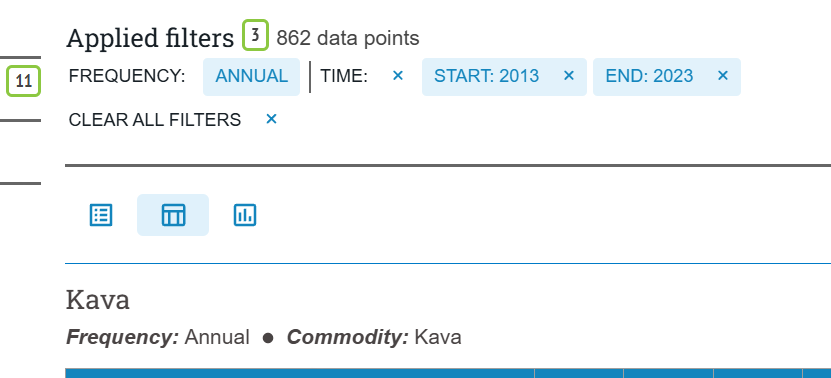 Applied filters 3 862 data points
11
FREQUENCY: ANNUAL TIME: × START: 2013 × END: 2023 ×
CLEAR ALL FILTERS ×
Kava
Frequency: Annual ● Commodity: Kava